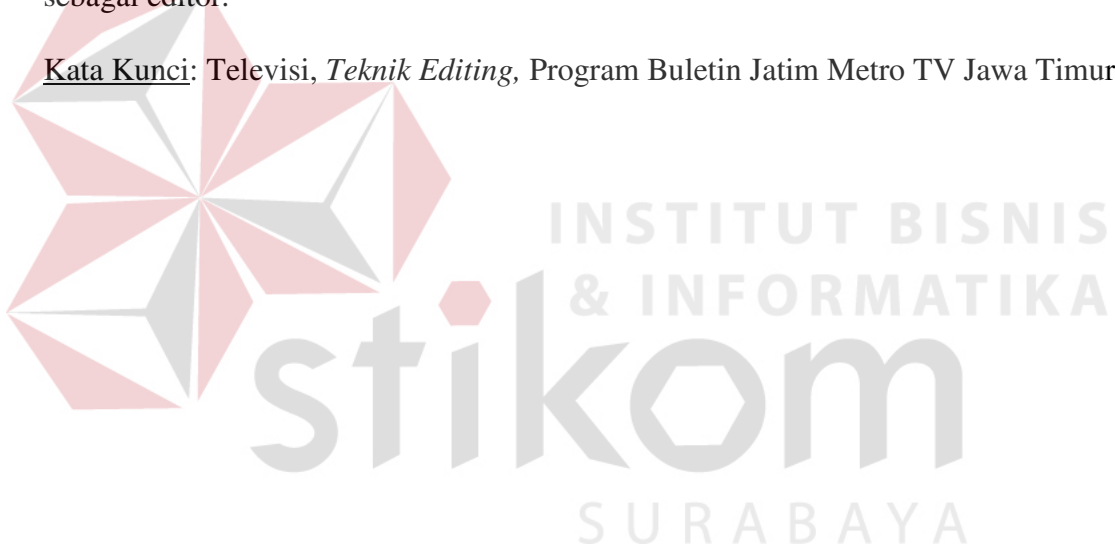 sebagai editor.
Kata Kunci: Televisi, Teknik Editing, Program Buletin Jatim Metro TV Jawa Timur
INSTITUT BISNIS
& INFORMATIKA
stikom
SURABAYA